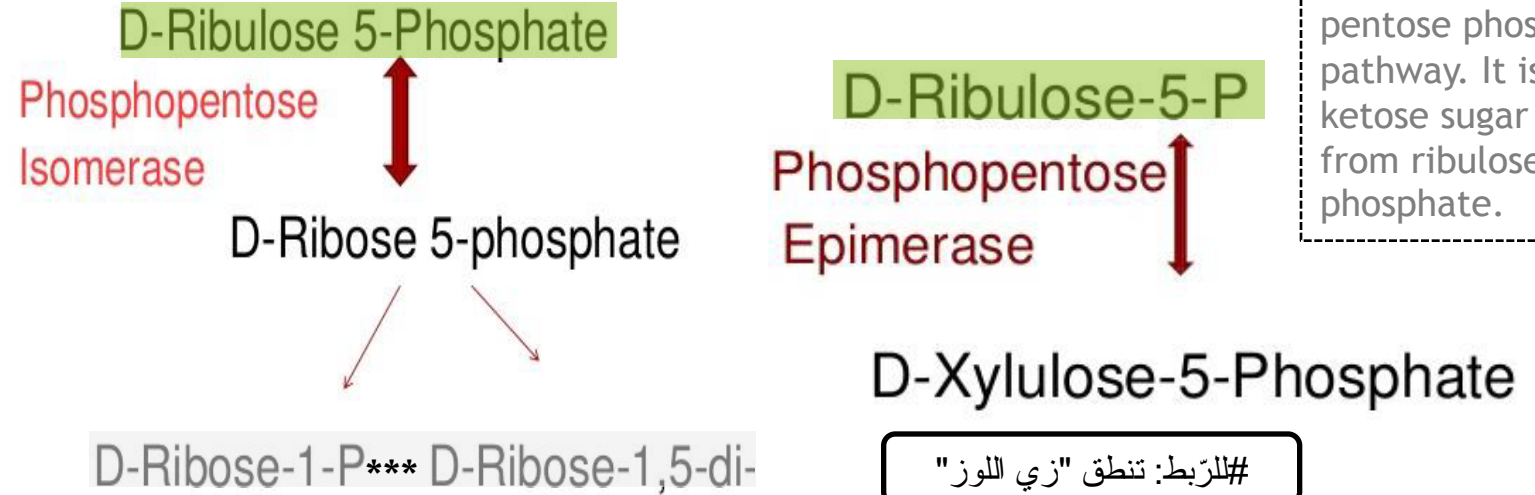 D-Ribulose 5-Phosphate
Phosphopentose
Isomerase
D-Ribose 5-phosphate
D-Ribose-1-P*** D-Ribose-1,5-di-
D-Ribulose-5-P
Phosphopentose
Epimerase
D-Xylulose-5-Phosphate
#للرّبط: تنطق "زي اللوز"
pentose phos
pathway. It is
ketose sugar
from ribulose
phosphate.